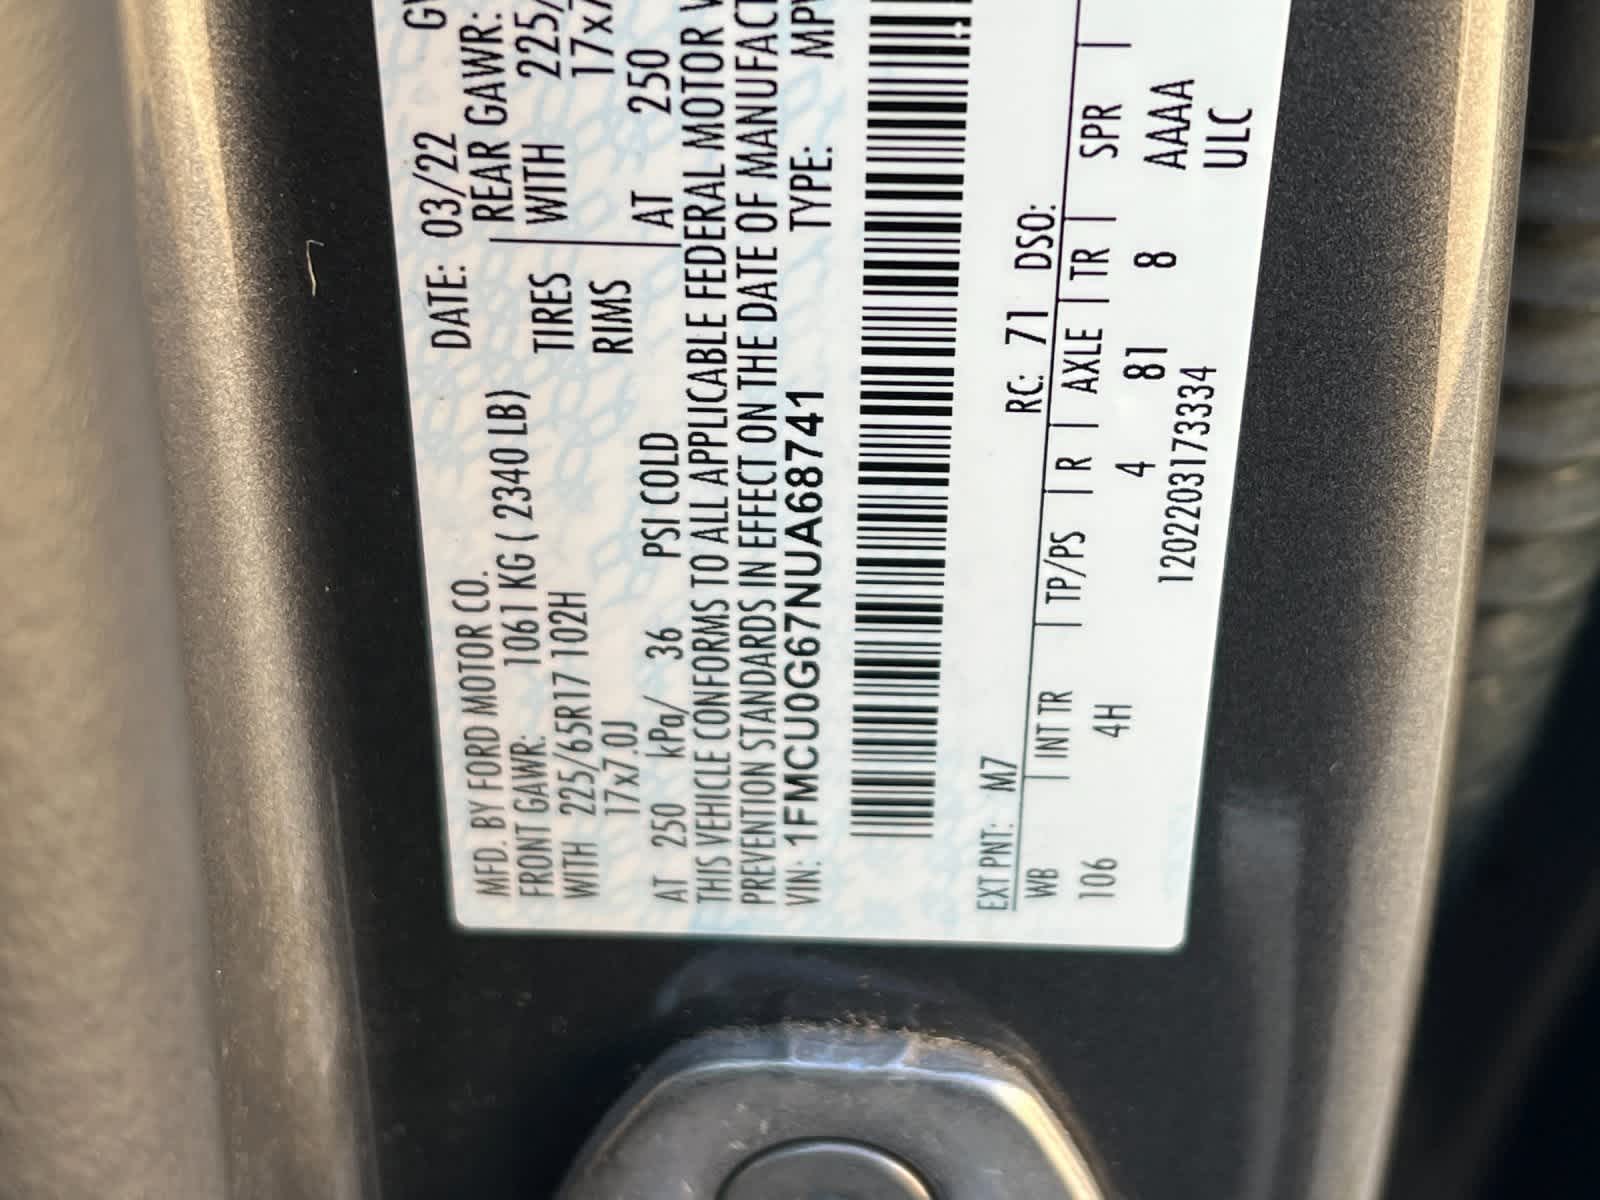 MFD. BY FORD MOTOR CO.
DATE: 03/22
FRONT GAWR: 1061 KG ( 2340 LB)
REAR GAWR:
WITH 225/65R17 102H
TIRES
WITH 225/
17x7.0J
RIMS
17x7
AT 250 kPa/ 36 PSI COLD
AT 250
THIS VEHICLE CONFORMS TO ALL APPLICABLE FEDERAL MOTOR
PREVENTION STANDARDS IN EFFECT ON THE DATE OF MANUFACT
VIN: 1FMCU0G67NUA68741
TYPE: MPV
EXT PNT: M7
RC: 71 DSO:
WB | INT TR | TP/PS | R | AXLE | TR | SPR |
106 4H 4 81 8 AAAA
1202203173334
ULC